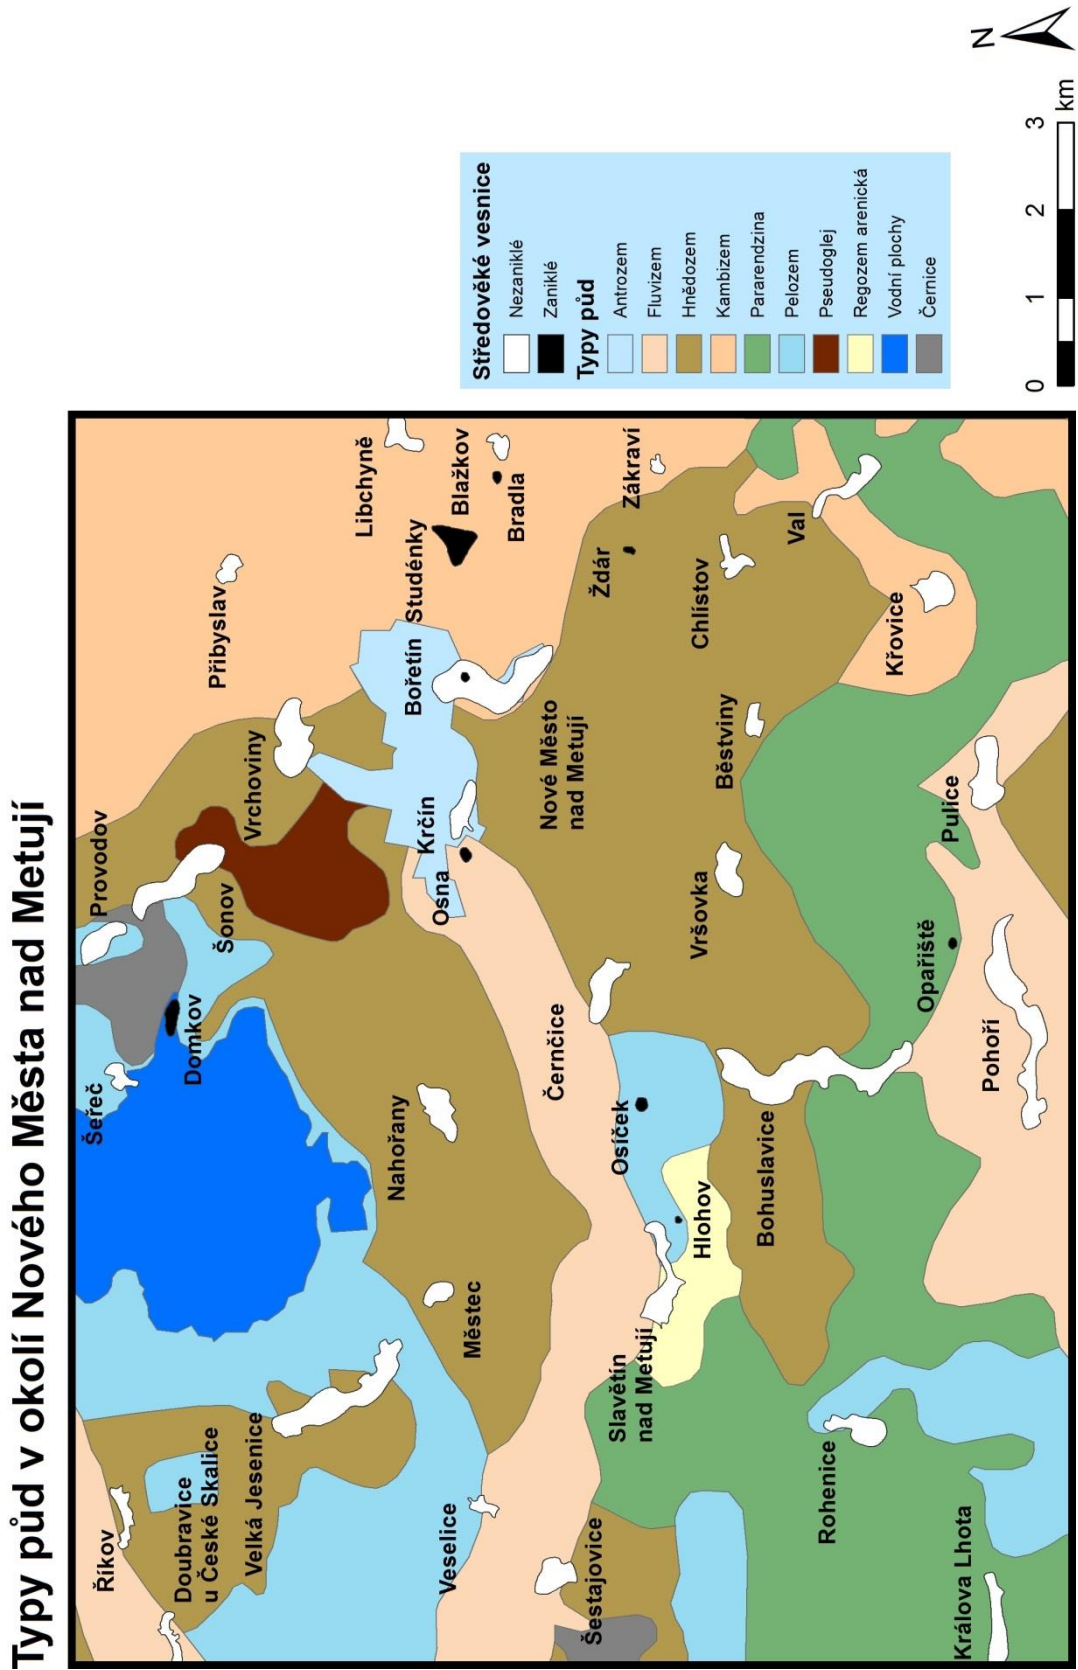 Typy půd v okolí Nového Města nad Metují
Říkov
Doubravice
u České Skalice
Velká Jesenice
Veselice
Šestajovice
Městec
Nahořany
Šeřeč
Domkov
Provodov
Šonov
Vrchoviny
Přibyslav
Libchyně
Studénky
Blažkov
Bradla
Bořetín
Krčín
Osna
Nové Město
nad Metují
Černčice
Osíček
Hlohov
Slavětín
nad Metují
Bohuslavice
Vršovka
Běstviny
Chlístov
Ždár
Zákraví
Val
Křovice
Pulice
Opařiště
Pohoří
Rohenice
Králova Lhota
Středověké vesnice
Nezaniklé
Zaniklé
Typy půd
Antrozem
Fluvizem
Hnědozem
Kambizem
Pararendzina
Pelozem
Pseudoglej
Regozem arenická
Vodní plochy
Černice
N
0 1 2 3
km